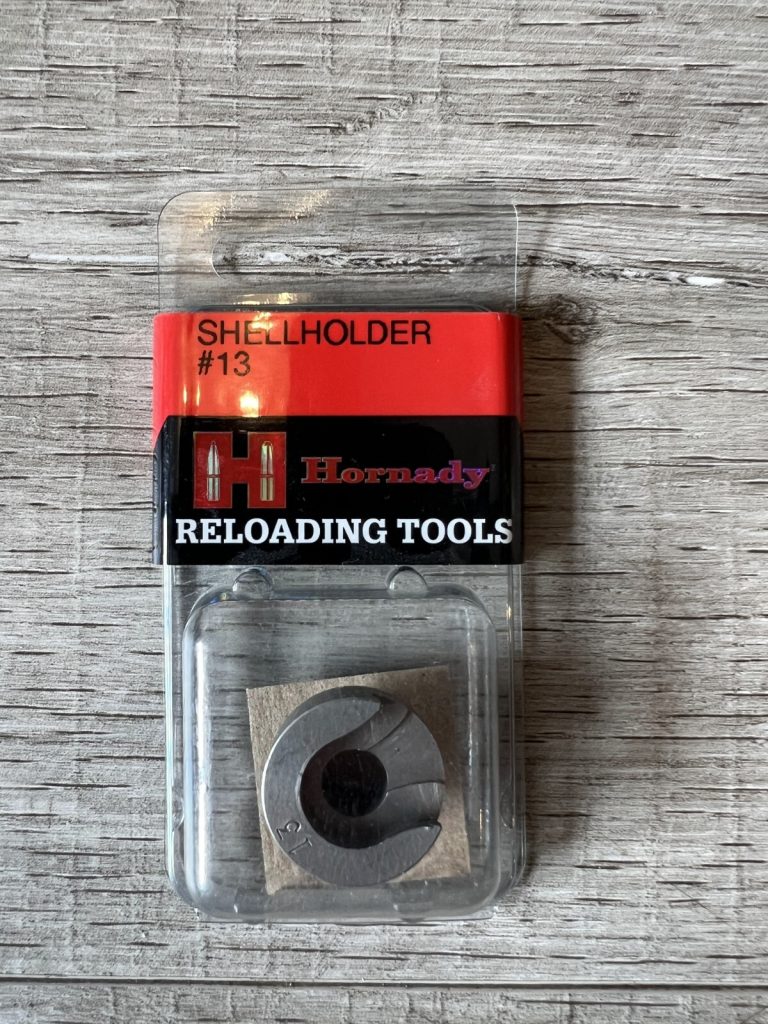 SHELLHOLDER
#13
H Hornady
RELOADING TOOLS
13